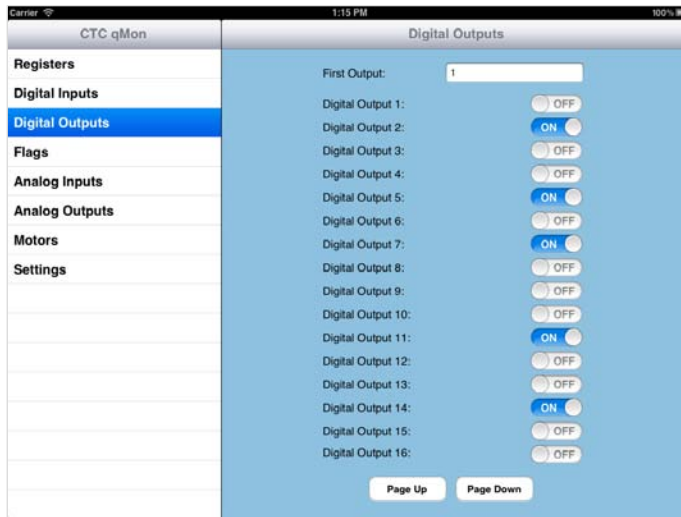 Carrier 1:15 PM 100%
CTC qMon
Digital Outputs
Registers
Digital Inputs
Digital Outputs
Flags
Analog Inputs
Analog Outputs
Motors
Settings
First Output: 1
Digital Output 1: OFF
Digital Output 2: ON
Digital Output 3: OFF
Digital Output 4: OFF
Digital Output 5: ON
Digital Output 6: OFF
Digital Output 7: ON
Digital Output 8: OFF
Digital Output 9: OFF
Digital Output 10: OFF
Digital Output 11: ON
Digital Output 12: OFF
Digital Output 13: OFF
Digital Output 14: ON
Digital Output 15: OFF
Digital Output 16: OFF
Page Up Page Down